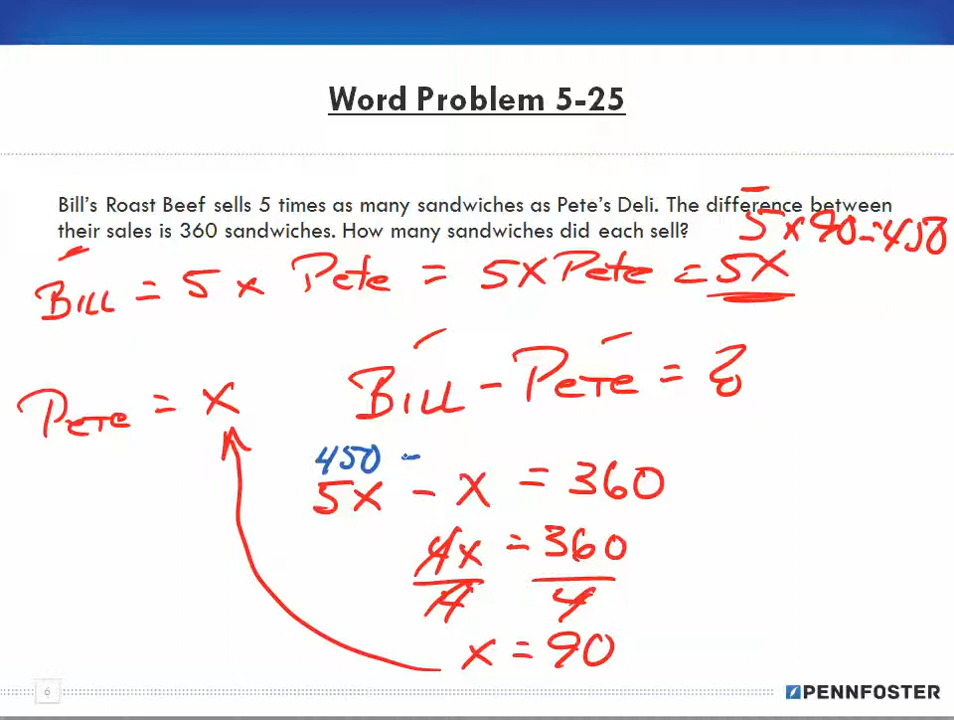 Word Problem 5-25
Bill's Roast Beef sells 5 times as many sandwiches as Pete's Deli. The difference between
their sales is 360 sandwiches. How many sandwiches did each sell?
5 x 90 = 450
Bill = 5 x Pete = 5x Pete = 5x
Bill - Pete =
Pete = x
450 -
5x - x = 360
4x = 360
4 4
x = 90
6
PENNFOSTER